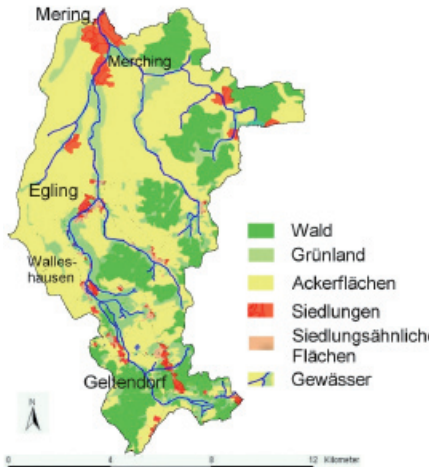 Mering
Merching
Egling
Walles-
hausen
Geltendorf
Wald
Grünland
Ackerflächen
Siedlungen
Siedlungsähnliche
Flächen
Gewässer
N
0 4 8 12 Kilometer